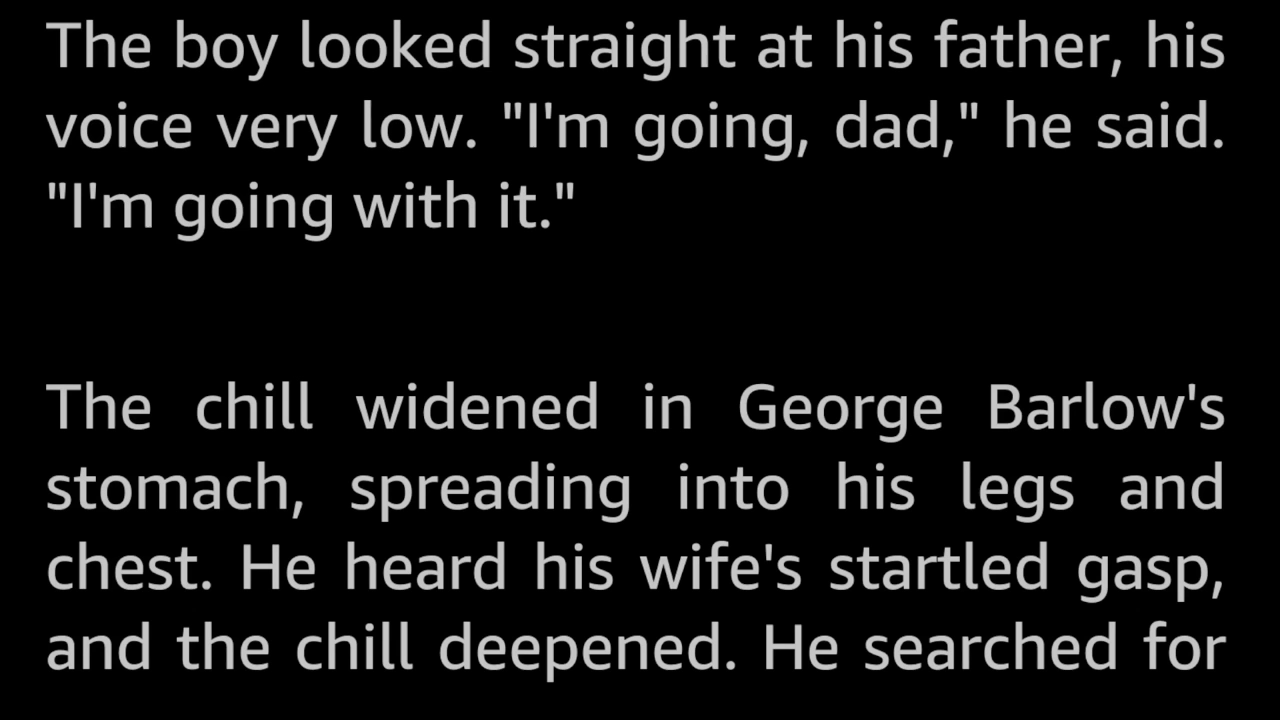 The boy looked straight at his father, his
voice very low. "I'm going, dad," he said.
"I'm going with it."
The chill widened in George Barlow's
stomach, spreading into his legs and
chest. He heard his wife's startled gasp,
and the chill deepened. He searched for